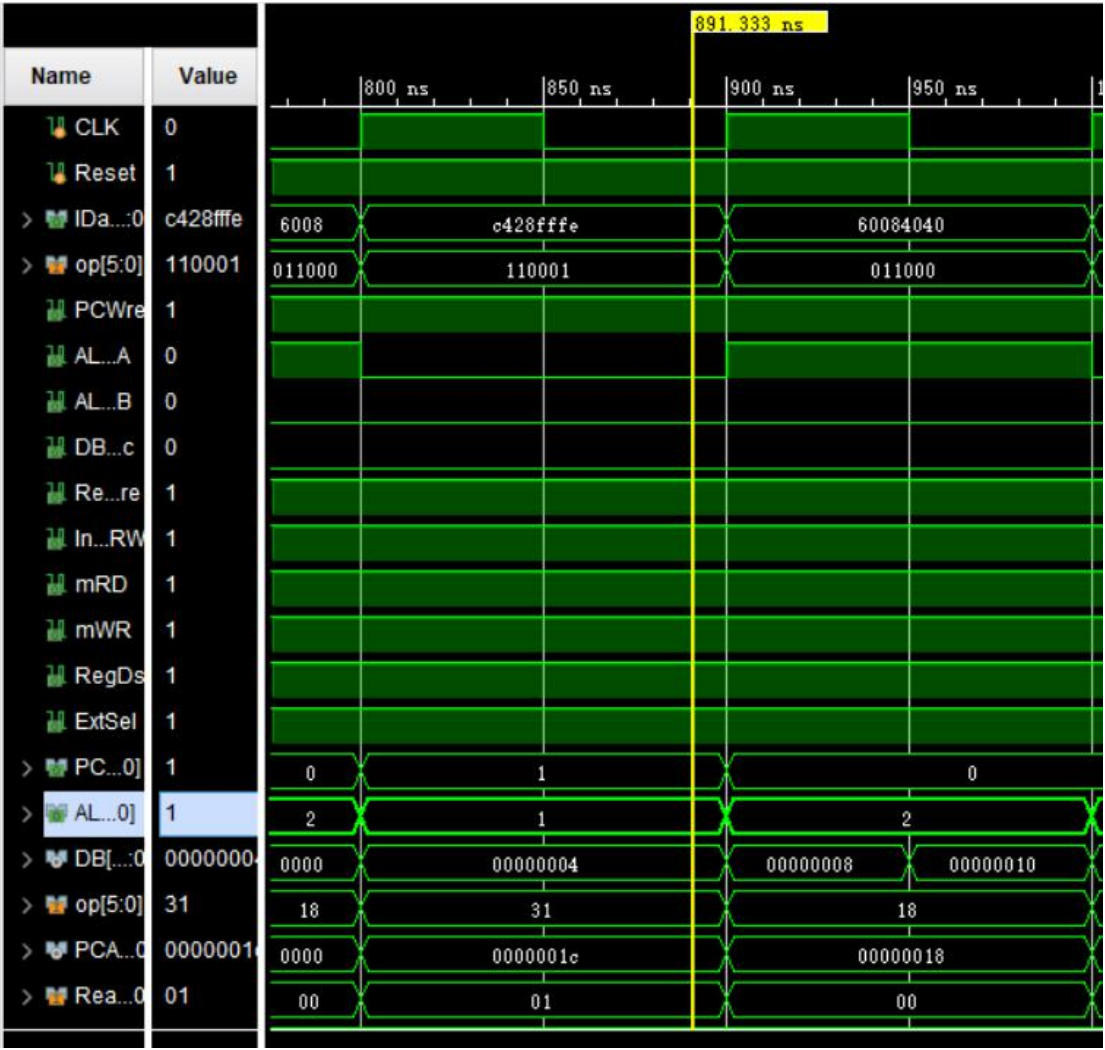 891.333 ns
Name Value
800 ns 850 ns 900 ns 950 ns 1
CLK 0
Reset 1
IDa...:0 c428fffe 6008 c428fffe 60084040
op[5:0] 110001 011000 110001 011000
PCWre 1
AL...A 0
AL...B 0
DB...c 0
Re...re 1
In...RW 1
mRD 1
mWR 1
RegDs 1
ExtSel 1
PC...0] 1 0 1 0
AL...0] 1 2 1 2
DB[...:0 00000004 0000 00000004 00000008 00000010
op[5:0] 31 18 31 18
PCA...0 0000001c 0000 0000001c 00000018
Rea...0 01 00 01 00